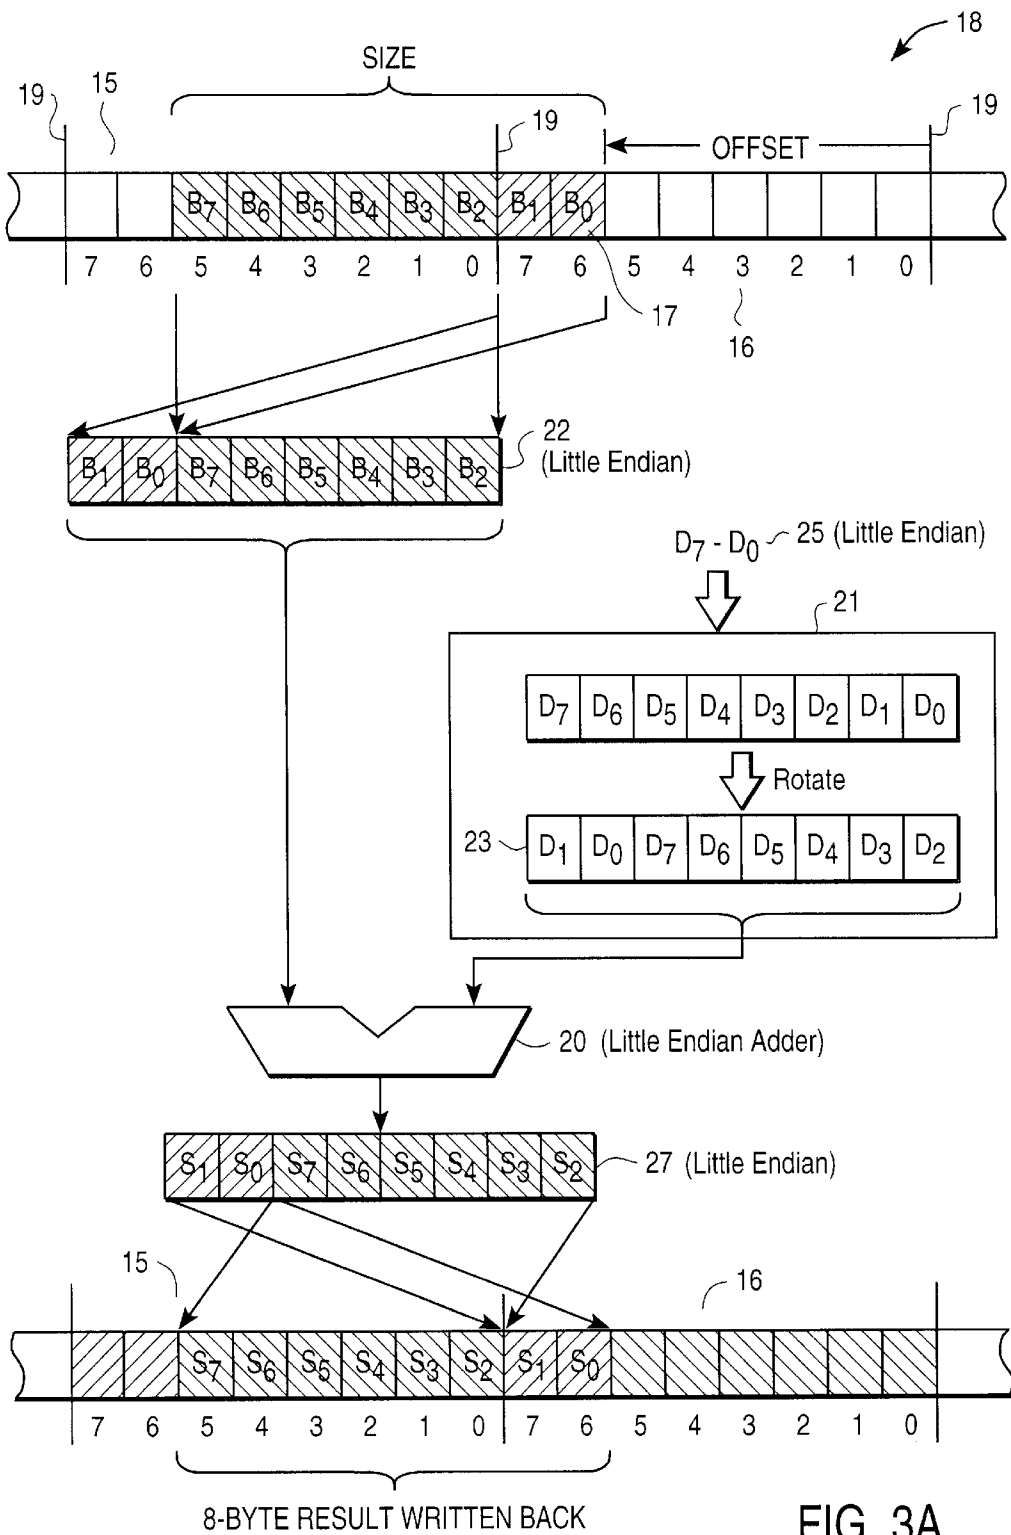 18
SIZE
19 15 19 19
OFFSET
B7 B6 B5 B4 B3 B2 B1 B0
7 6 5 4 3 2 1 0 7 6 5 4 3 2 1 0
17
16
22 (Little Endian)
B1 B0 B7 B6 B5 B4 B3 B2
D7 - D0 25 (Little Endian)
21
D7 D6 D5 D4 D3 D2 D1 D0
Rotate
23 D1 D0 D7 D6 D5 D4 D3 D2
20 (Little Endian Adder)
S1 S0 S7 S6 S5 S4 S3 S2 27 (Little Endian)
15 16
S7 S6 S5 S4 S3 S2 S1 S0
7 6 5 4 3 2 1 0 7 6 5 4 3 2 1 0
8-BYTE RESULT WRITTEN BACK
FIG. 3A